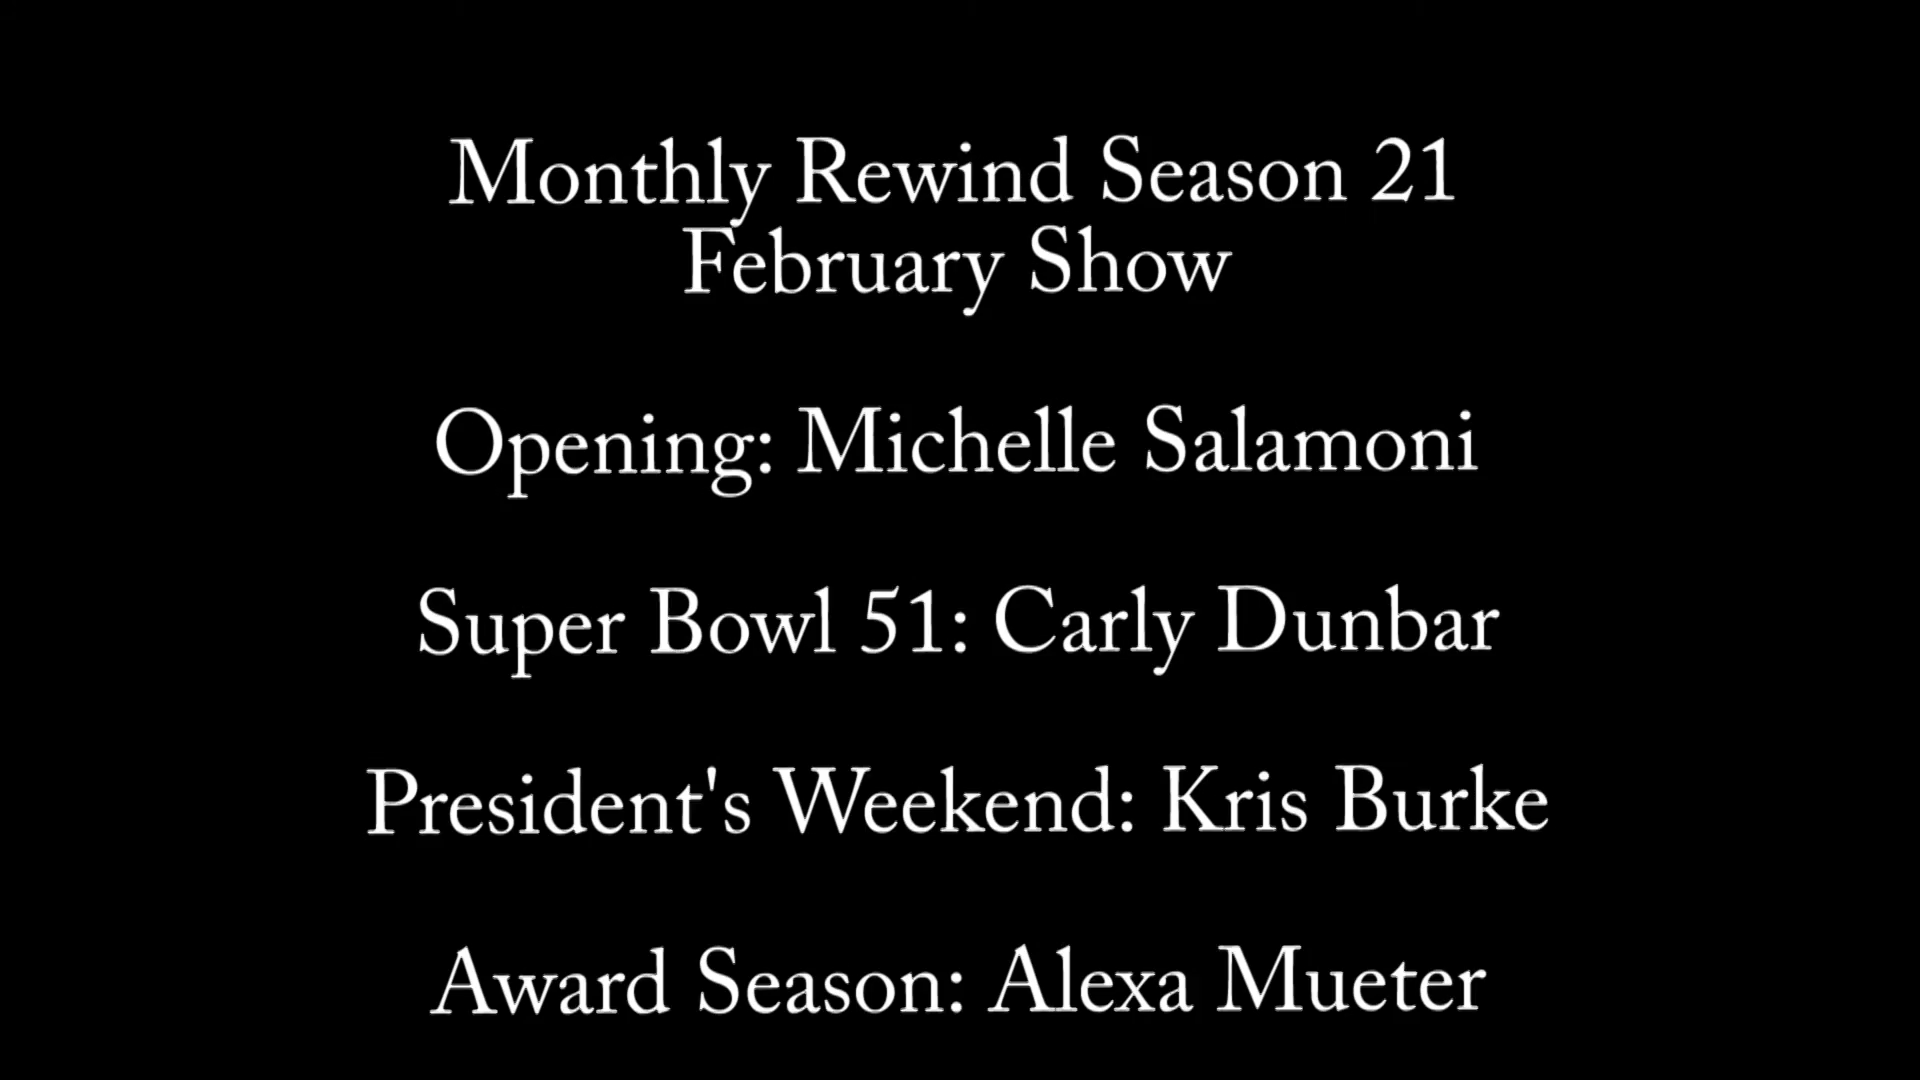 Monthly Rewind Season 21
February Show
Opening: Michelle Salamoni
Super Bowl 51: Carly Dunbar
President's Weekend: Kris Burke
Award Season: Alexa Mueter